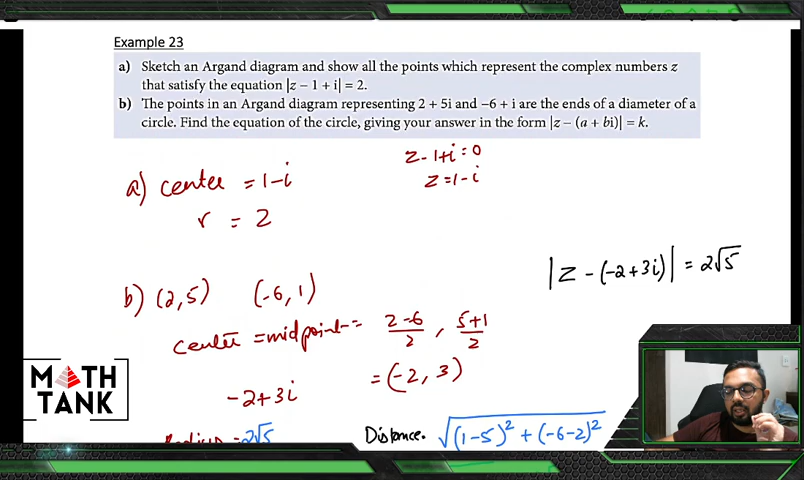 Example 23
a) Sketch an Argand diagram and show all the points which represent the complex numbers z
that satisfy the equation |z − 1 + i| = 2.
b) The points in an Argand diagram representing 2 + 5i and −6 + i are the ends of a diameter of a
circle. Find the equation of the circle, giving your answer in the form |z − (a + bi)| = k.
z - 1+i = 0
z = 1 - i
a) center = 1 - i
r = 2
|z - (-2+3i)| = 2√5
b) (2,5) (-6,1)
center = midpoint = (2-6)/2 , (5+1)/2
= (-2, 3)
-2+3i
Radius = 2√5
Distance. √((1-5)² + (-6-2)²)
MATH
TANK